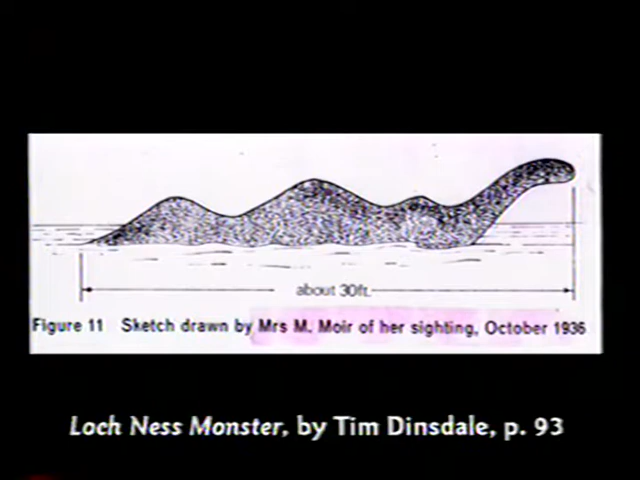 about 30ft.
Figure 11 Sketch drawn by Mrs M. Moir of her sighting, October 1936
Loch Ness Monster, by Tim Dinsdale, p. 93